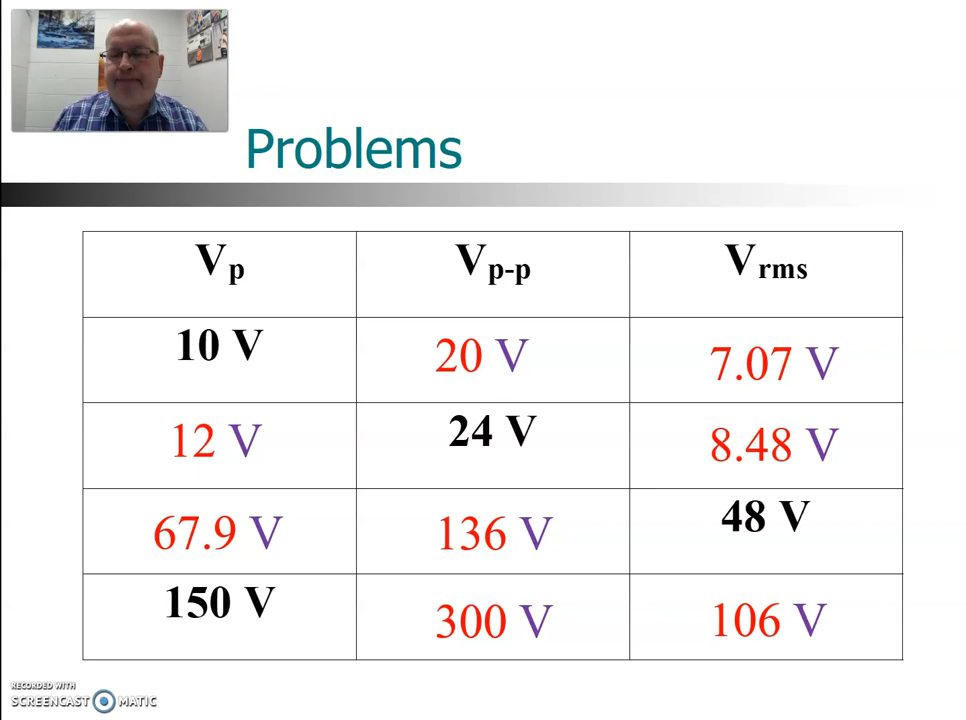 Problems
Vp Vp-p Vrms
10 V 20 V 7.07 V
12 V 24 V 8.48 V
67.9 V 136 V 48 V
150 V 300 V 106 V
RECORDED WITH
SCREENCAST MATIC